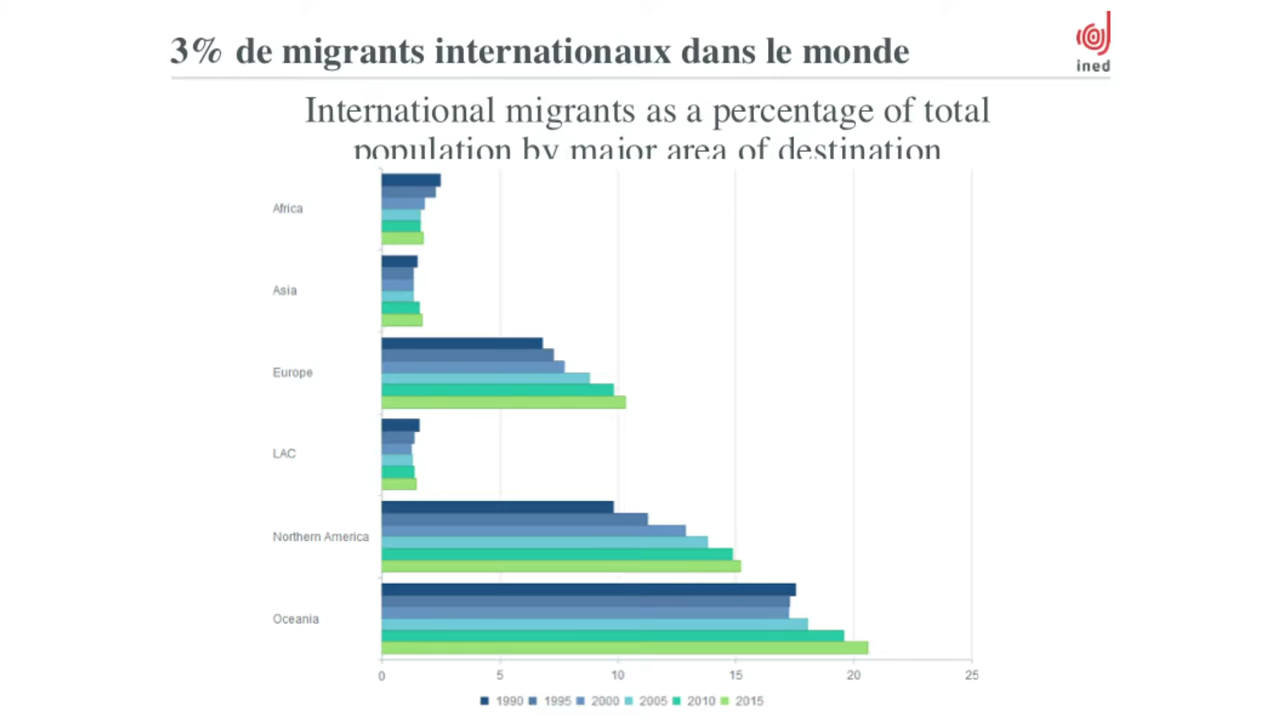 3% de migrants internationaux dans le monde
ined
International migrants as a percentage of total
population by major area of destination
Africa
Asia
Europe
LAC
Northern America
Oceania
0 5 10 15 20 25
1990 1995 2000 2005 2010 2015